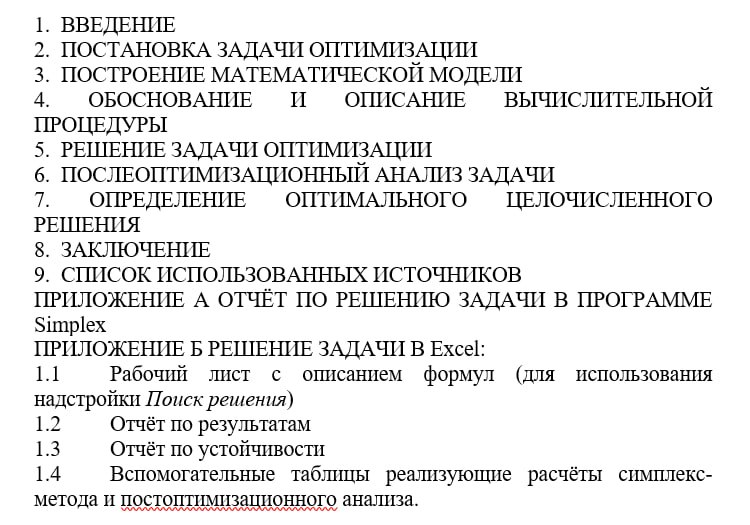 1. ВВЕДЕНИЕ
2. ПОСТАНОВКА ЗАДАЧИ ОПТИМИЗАЦИИ
3. ПОСТРОЕНИЕ МАТЕМАТИЧЕСКОЙ МОДЕЛИ
4. ОБОСНОВАНИЕ И ОПИСАНИЕ ВЫЧИСЛИТЕЛЬНОЙ
ПРОЦЕДУРЫ
5. РЕШЕНИЕ ЗАДАЧИ ОПТИМИЗАЦИИ
6. ПОСЛЕОПТИМИЗАЦИОННЫЙ АНАЛИЗ ЗАДАЧИ
7. ОПРЕДЕЛЕНИЕ ОПТИМАЛЬНОГО ЦЕЛОЧИСЛЕННОГО
РЕШЕНИЯ
8. ЗАКЛЮЧЕНИЕ
9. СПИСОК ИСПОЛЬЗОВАННЫХ ИСТОЧНИКОВ
ПРИЛОЖЕНИЕ А ОТЧЁТ ПО РЕШЕНИЮ ЗАДАЧИ В ПРОГРАММЕ
Simplex
ПРИЛОЖЕНИЕ Б РЕШЕНИЕ ЗАДАЧИ В Excel:
1.1 Рабочий лист с описанием формул (для использования
надстройки Поиск решения)
1.2 Отчёт по результатам
1.3 Отчёт по устойчивости
1.4 Вспомогательные таблицы реализующие расчёты симплекс-
метода и постоптимизационного анализа.